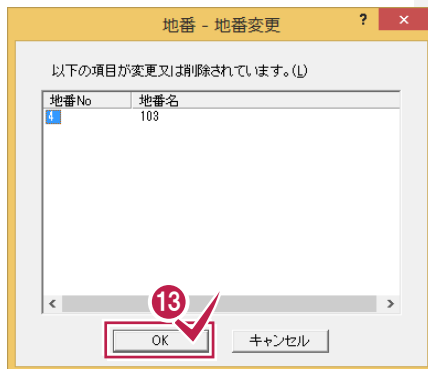 地番 - 地番変更 ? ×
以下の項目が変更又は削除されています。(L)
地番No 地番名
4 103
< >
13
OK キャンセル